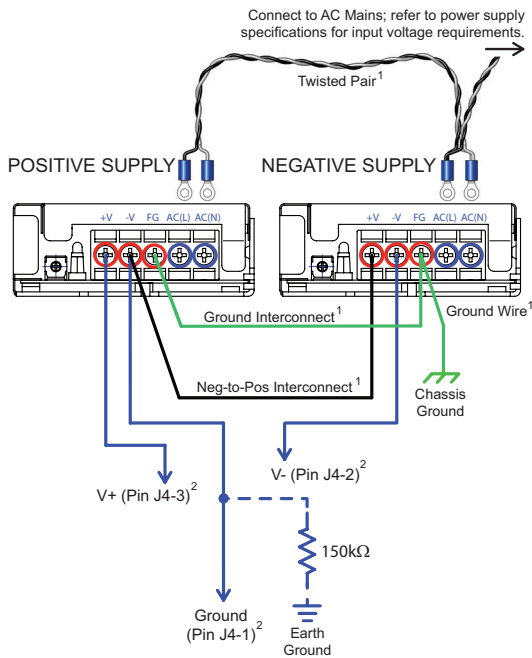 Connect to AC Mains; refer to power supply
specifications for input voltage requirements.
Twisted Pair1
POSITIVE SUPPLY
NEGATIVE SUPPLY
+V -V FG AC(L) AC(N)
+V -V FG AC(L) AC(N)
Ground Interconnect1
Ground Wire1
Neg-to-Pos Interconnect1
Chassis
Ground
V+ (Pin J4-3)2
V- (Pin J4-2)2
150kΩ
Ground
(Pin J4-1)2
Earth
Ground